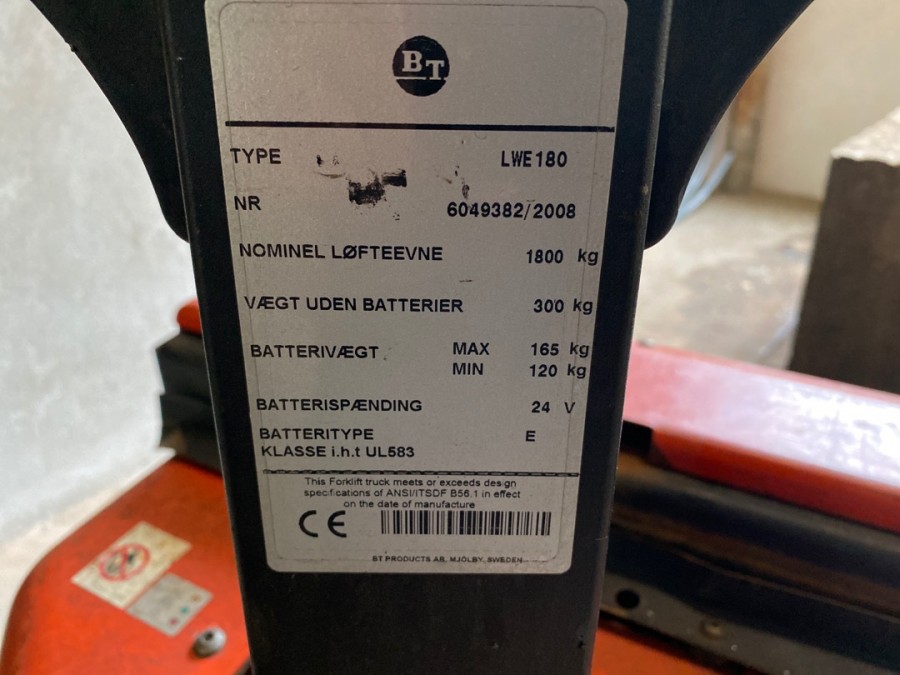 BT
TYPE LWE180
NR 6049382/2008
NOMINEL LØFTEEVNE 1800 kg
VÆGT UDEN BATTERIER 300 kg
BATTERIVÆGT MAX 165 kg
MIN 120 kg
BATTERISPÆNDING 24 V
BATTERITYPE E
KLASSE i.h.t UL583
This Forklift truck meets or exceeds design
specifications of ANSI/ITSDF B56.1 in effect
on the date of manufacture
CE
BT PRODUCTS AB, MJÖLBY, SWEDEN